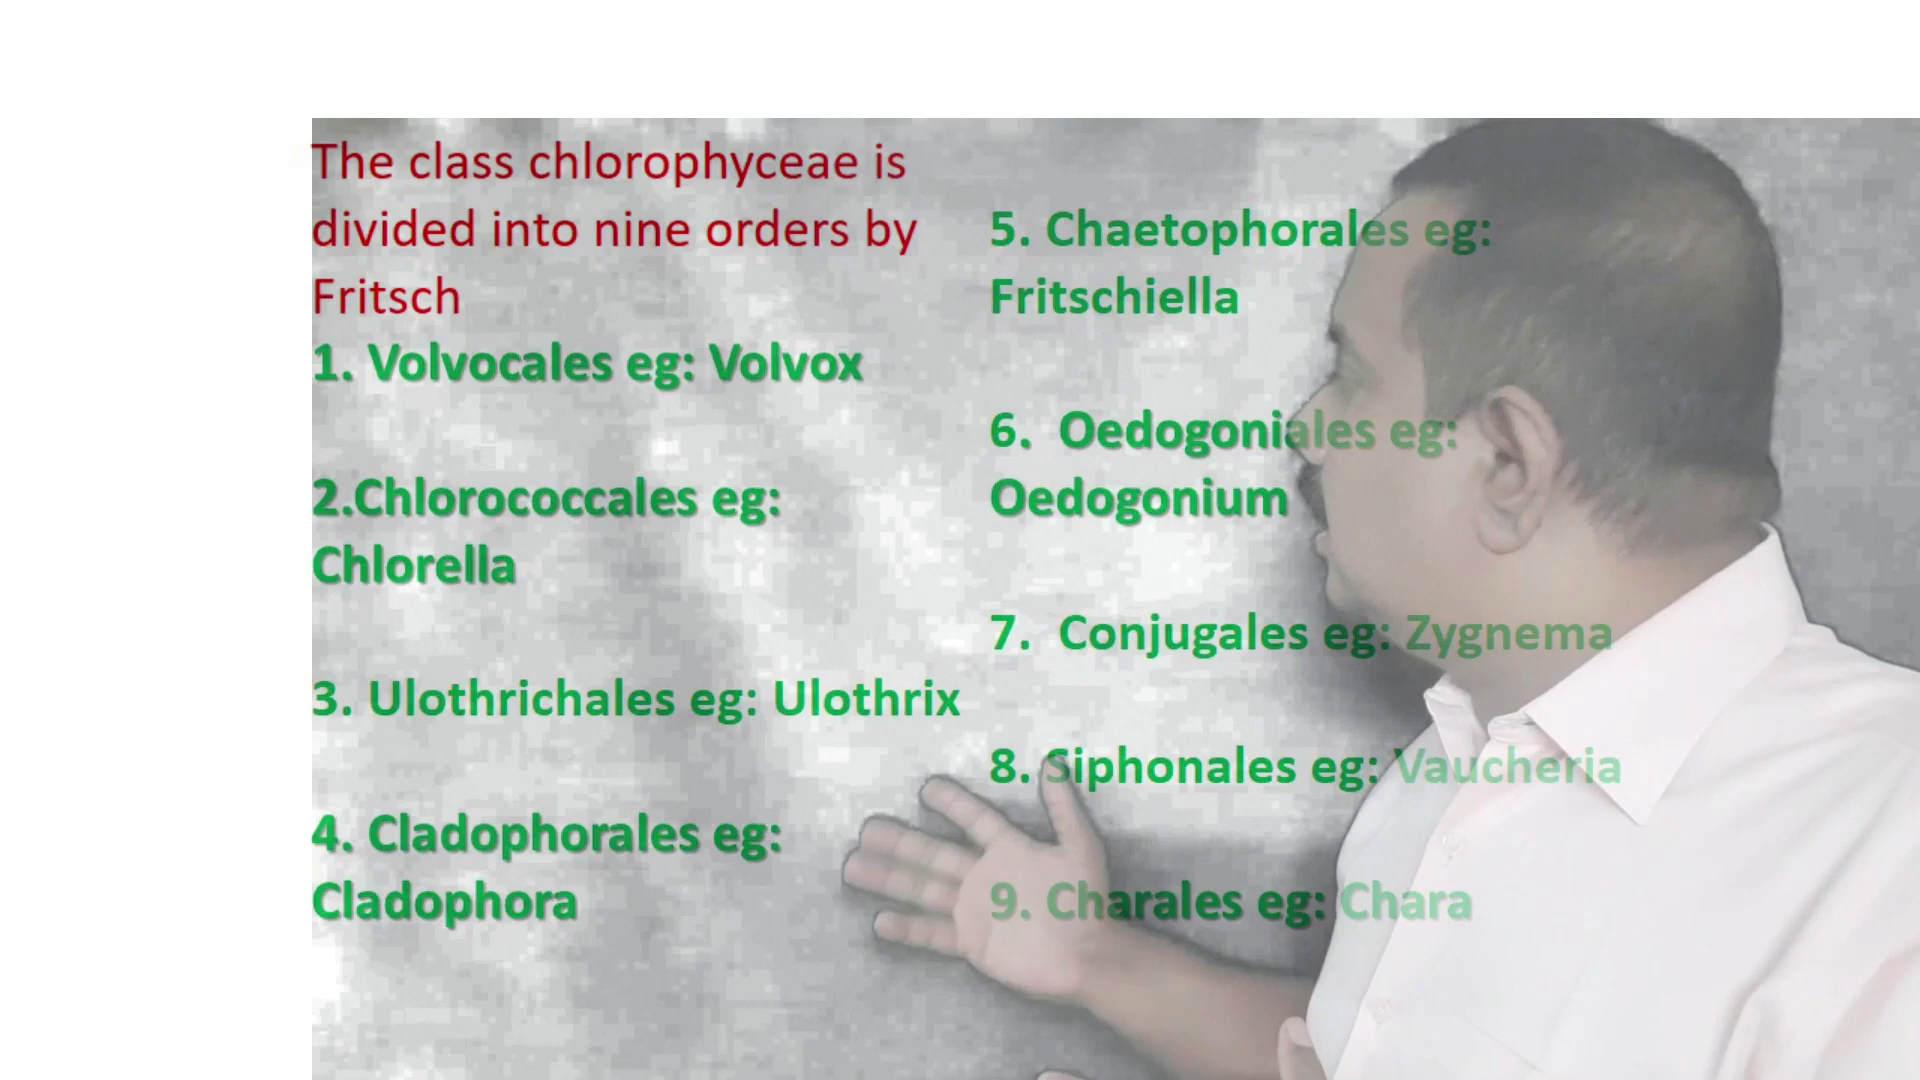 The class chlorophyceae is
divided into nine orders by
Fritsch
1. Volvocales eg: Volvox
2.Chlorococcales eg:
Chlorella
3. Ulothrichales eg: Ulothrix
4. Cladophorales eg:
Cladophora
5. Chaetophorales eg:
Fritschiella
6. Oedogoniales eg:
Oedogonium
7. Conjugales eg: Zygnema
8. Siphonales eg: Vaucheria
9. Charales eg: Chara